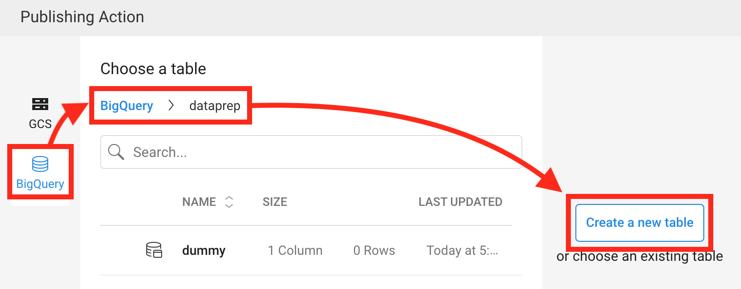 Publishing Action
Choose a table
GCS
BigQuery
BigQuery > dataprep
Search...
NAME SIZE LAST UPDATED
dummy 1 Column 0 Rows Today at 5:...
Create a new table
or choose an existing table